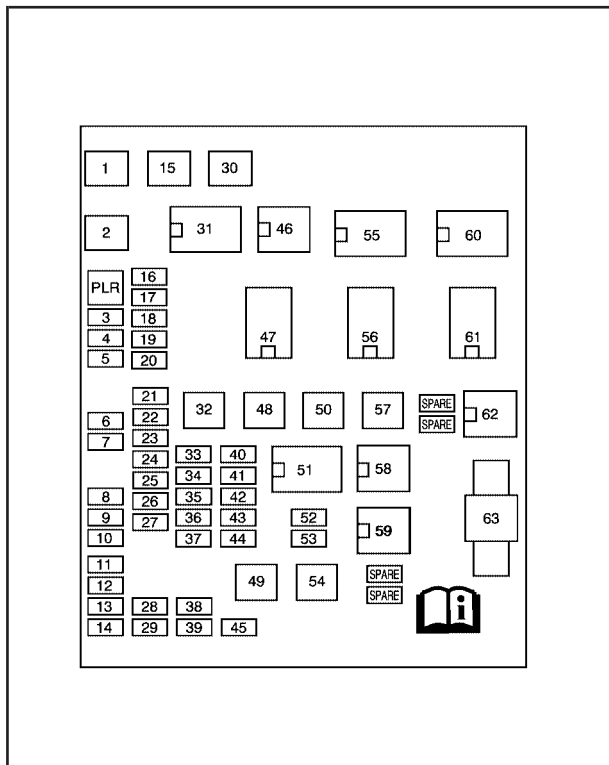 1 15 30
2 31 46 55 60
PLR 16
17
3 18 47 56 61
4 19
5 20
21 32 48 50 57 SPARE 62
6 22 SPARE
7 23
24 33 40 51 58
25 34 41
8 26 35 42
9 27 36 43 52 59 63
10 37 44 53
11 49 54 SPARE
12 SPARE
13 28 38 i
14 29 39 45